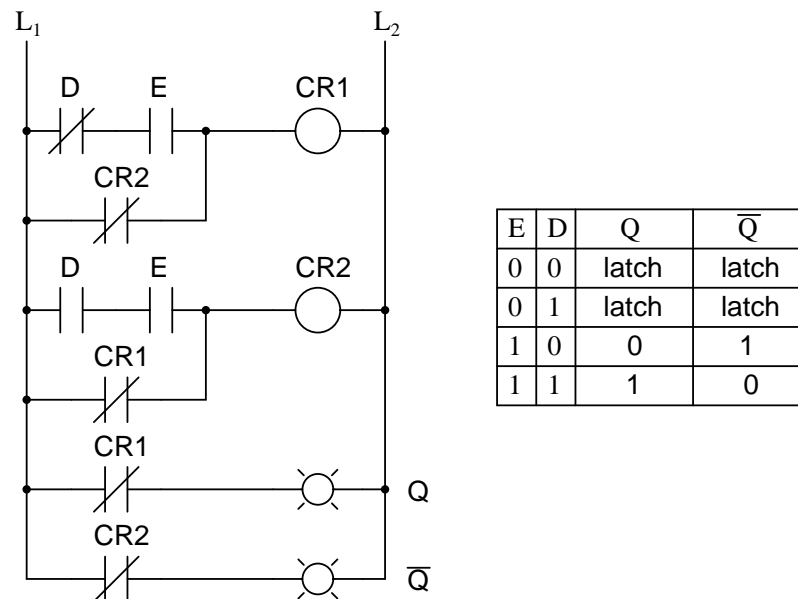 L1 L2
D E CR1
CR2
D E CR2
CR1
CR1
Q
CR2
Q̅
E D Q Q̅
0 0 latch latch
0 1 latch latch
1 0 0 1
1 1 1 0